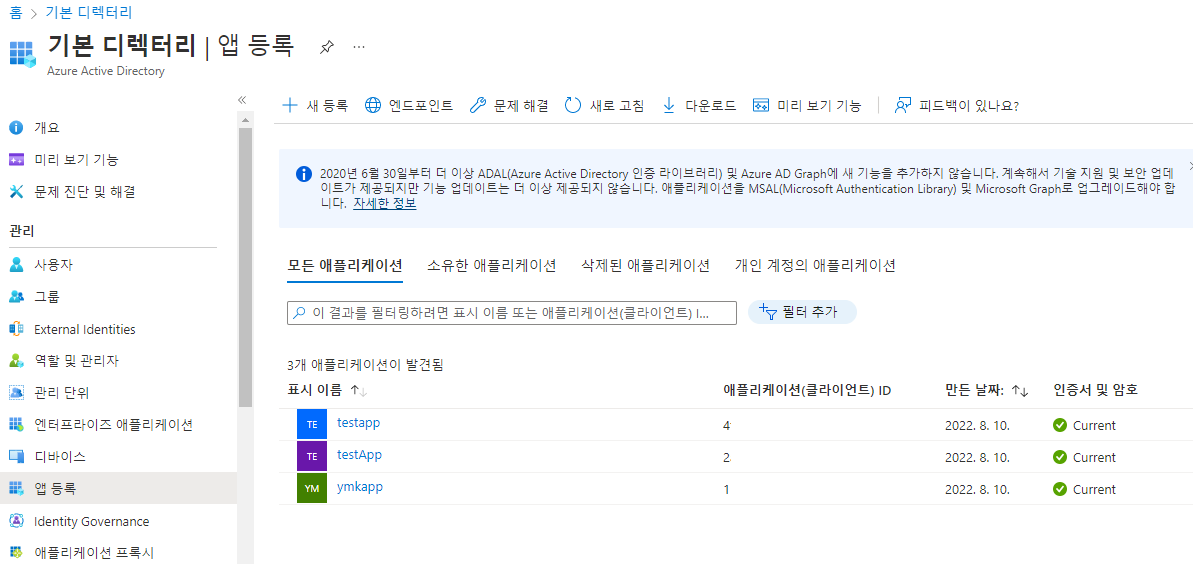 홈 > 기본 디렉터리
기본 디렉터리 | 앱 등록
Azure Active Directory
개요
미리 보기 기능
문제 진단 및 해결
관리
사용자
그룹
External Identities
역할 및 관리자
관리 단위
엔터프라이즈 애플리케이션
디바이스
앱 등록
Identity Governance
애플리케이션 프록시
새 등록 엔드포인트 문제 해결 새로 고침 다운로드 미리 보기 기능 피드백이 있나요?
2020년 6월 30일부터 더 이상 ADAL(Azure Active Directory 인증 라이브러리) 및 Azure AD Graph에 새 기능을 추가하지 않습니다. 계속해서 기술 지원 및 보안 업데
이트가 제공되지만 기능 업데이트는 더 이상 제공되지 않습니다. 애플리케이션을 MSAL(Microsoft Authentication Library) 및 Microsoft Graph로 업그레이드해야 합
니다. 자세한 정보
모든 애플리케이션 소유한 애플리케이션 삭제된 애플리케이션 개인 계정의 애플리케이션
이 결과를 필터링하려면 표시 이름 또는 애플리케이션(클라이언트) I... 필터 추가
3개 애플리케이션이 발견됨
표시 이름 애플리케이션(클라이언트) ID 만든 날짜: 인증서 및 암호
TE testapp 4 2022. 8. 10. Current
TE testApp 2 2022. 8. 10. Current
YM ymkapp 1 2022. 8. 10. Current